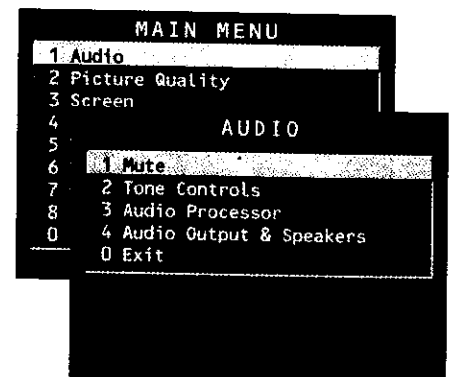 MAIN MENU
1 Audio
2 Picture Quality
3 Screen
4
5
6
7
8
0
AUDIO
1 Mute
2 Tone Controls
3 Audio Processor
4 Audio Output & Speakers
0 Exit